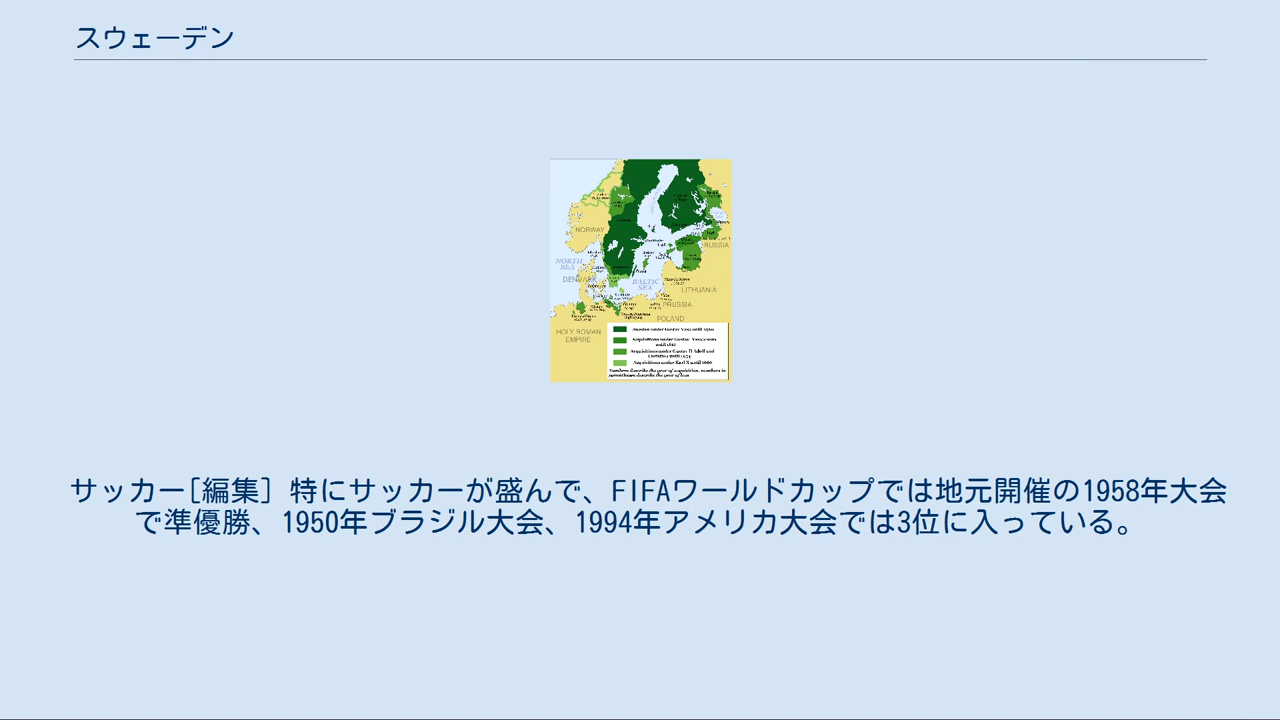 スウェーデン
NORWAY
RUSSIA
NORTH
SEA
DENMARK
BALTIC
SEA
LITHUANIA
PRUSSIA
POLAND
HOLY ROMAN
EMPIRE
サッカー[編集] 特にサッカーが盛んで、FIFAワールドカップでは地元開催の1958年大会
で準優勝、1950年ブラジル大会、1994年アメリカ大会では3位に入っている。